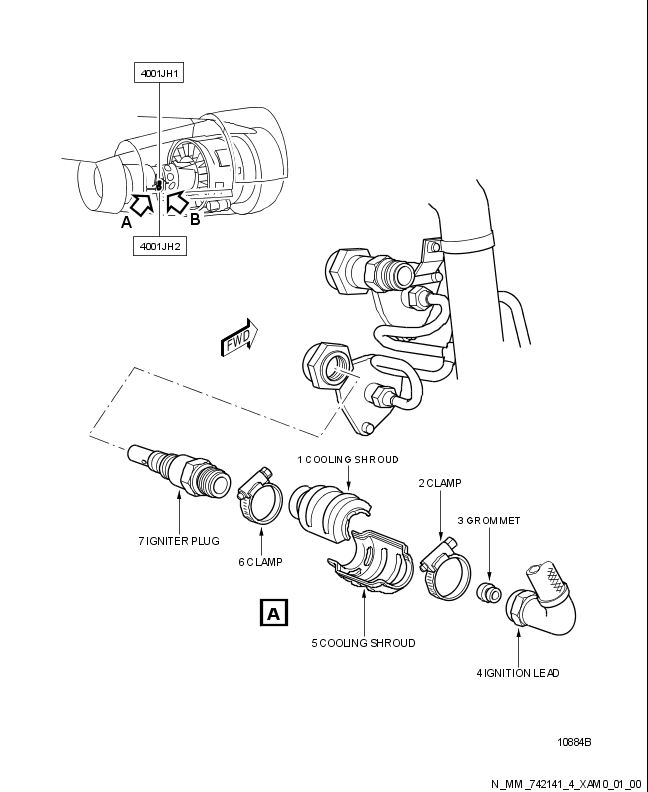 4001JH1
A
B
4001JH2
FWD
1 COOLING SHROUD
2 CLAMP
3 GROMMET
7 IGNITER PLUG
6 CLAMP
A
5 COOLING SHROUD
4 IGNITION LEAD
10884B
N_MM_742141_4_XAM0_01_00